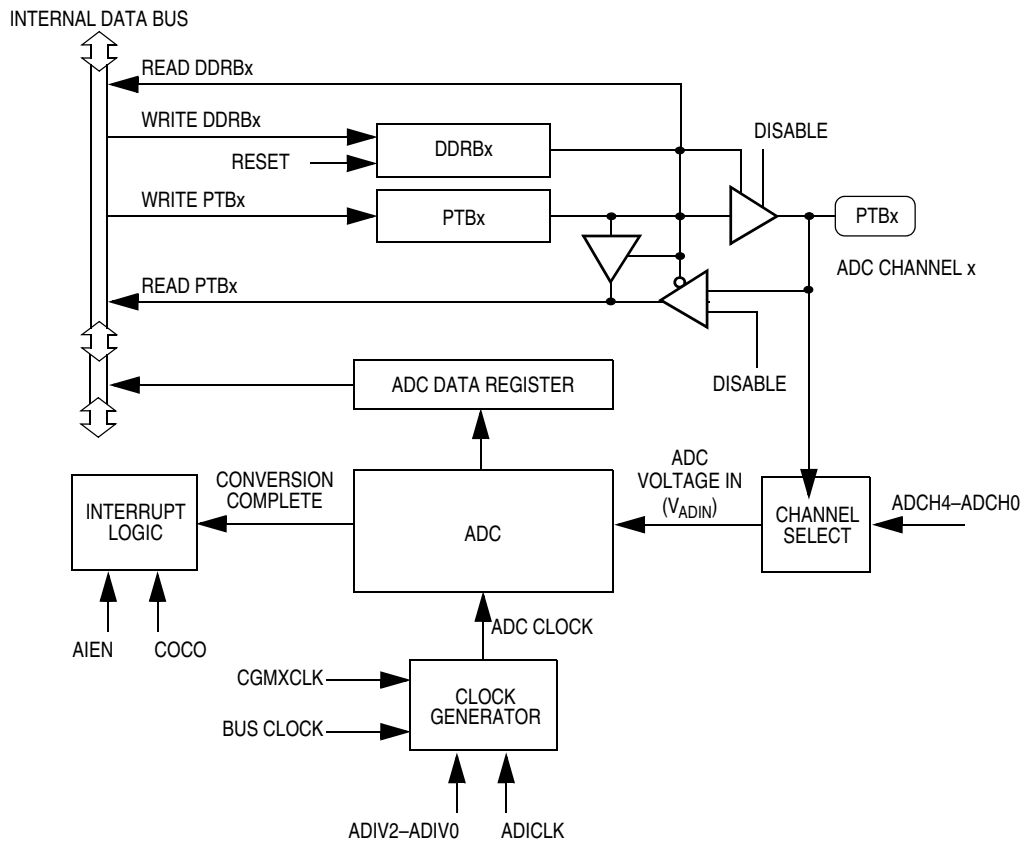 INTERNAL DATA BUS
READ DDRBx
WRITE DDRBx
DISABLE
DDRBx
RESET
WRITE PTBx
PTBx
PTBx
ADC CHANNEL x
READ PTBx
DISABLE
ADC DATA REGISTER
CONVERSION
COMPLETE
ADC
VOLTAGE IN
(VADIN)
INTERRUPT
LOGIC
ADC
CHANNEL
SELECT
ADCH4–ADCH0
AIEN
COCO
ADC CLOCK
CGMXCLK
BUS CLOCK
CLOCK
GENERATOR
ADIV2–ADIV0
ADICLK